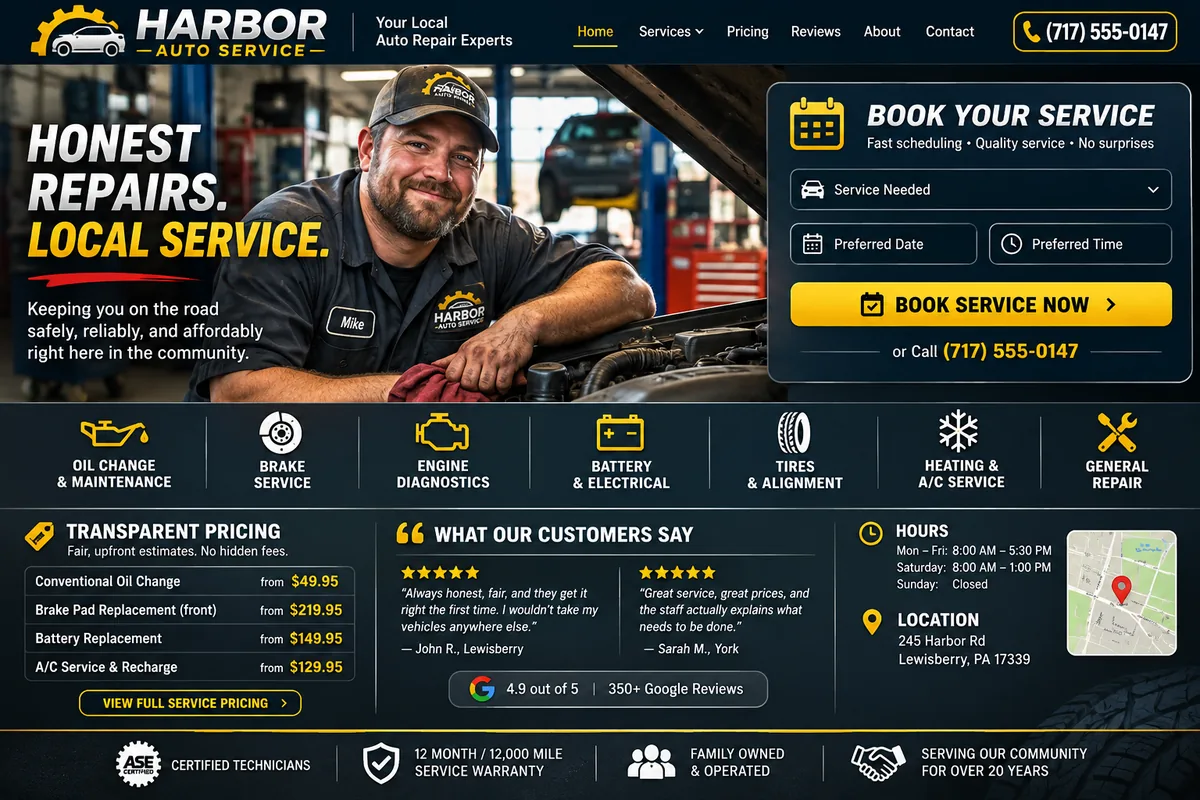 HARBOR
AUTO SERVICE
Your Local
Auto Repair Experts
Home
Services
Pricing
Reviews
About
Contact
(717) 555-0147
HARBOR
HONEST
REPAIRS.
LOCAL SERVICE.
Keeping you on the road
safely, reliably, and affordably
right here in the community.
Mike
HARBOR
AUTO SERVICE
BOOK YOUR SERVICE
Fast scheduling • Quality service • No surprises
Service Needed
Preferred Date
Preferred Time
BOOK SERVICE NOW
or Call (717) 555-0147
OIL CHANGE
& MAINTENANCE
BRAKE
SERVICE
ENGINE
DIAGNOSTICS
BATTERY
& ELECTRICAL
TIRES
& ALIGNMENT
HEATING &
A/C SERVICE
GENERAL
REPAIR
TRANSPARENT PRICING
Fair, upfront estimates. No hidden fees.
Conventional Oil Change from $49.95
Brake Pad Replacement (front) from $219.95
Battery Replacement from $149.95
A/C Service & Recharge from $129.95
VIEW FULL SERVICE PRICING
WHAT OUR CUSTOMERS SAY
"Always honest, fair, and they get it
right the first time. I wouldn't take my
vehicles anywhere else."
— John R., Lewisberry
"Great service, great prices, and
the staff actually explains what
needs to be done."
— Sarah M., York
G
4.9 out of 5 | 350+ Google Reviews
HOURS
Mon – Fri: 8:00 AM – 5:30 PM
Saturday: 8:00 AM – 1:00 PM
Sunday: Closed
LOCATION
245 Harbor Rd
Lewisberry, PA 17339
ASE
CERTIFIED
CERTIFIED TECHNICIANS
12 MONTH / 12,000 MILE
SERVICE WARRANTY
FAMILY OWNED
& OPERATED
SERVING OUR COMMUNITY
FOR OVER 20 YEARS